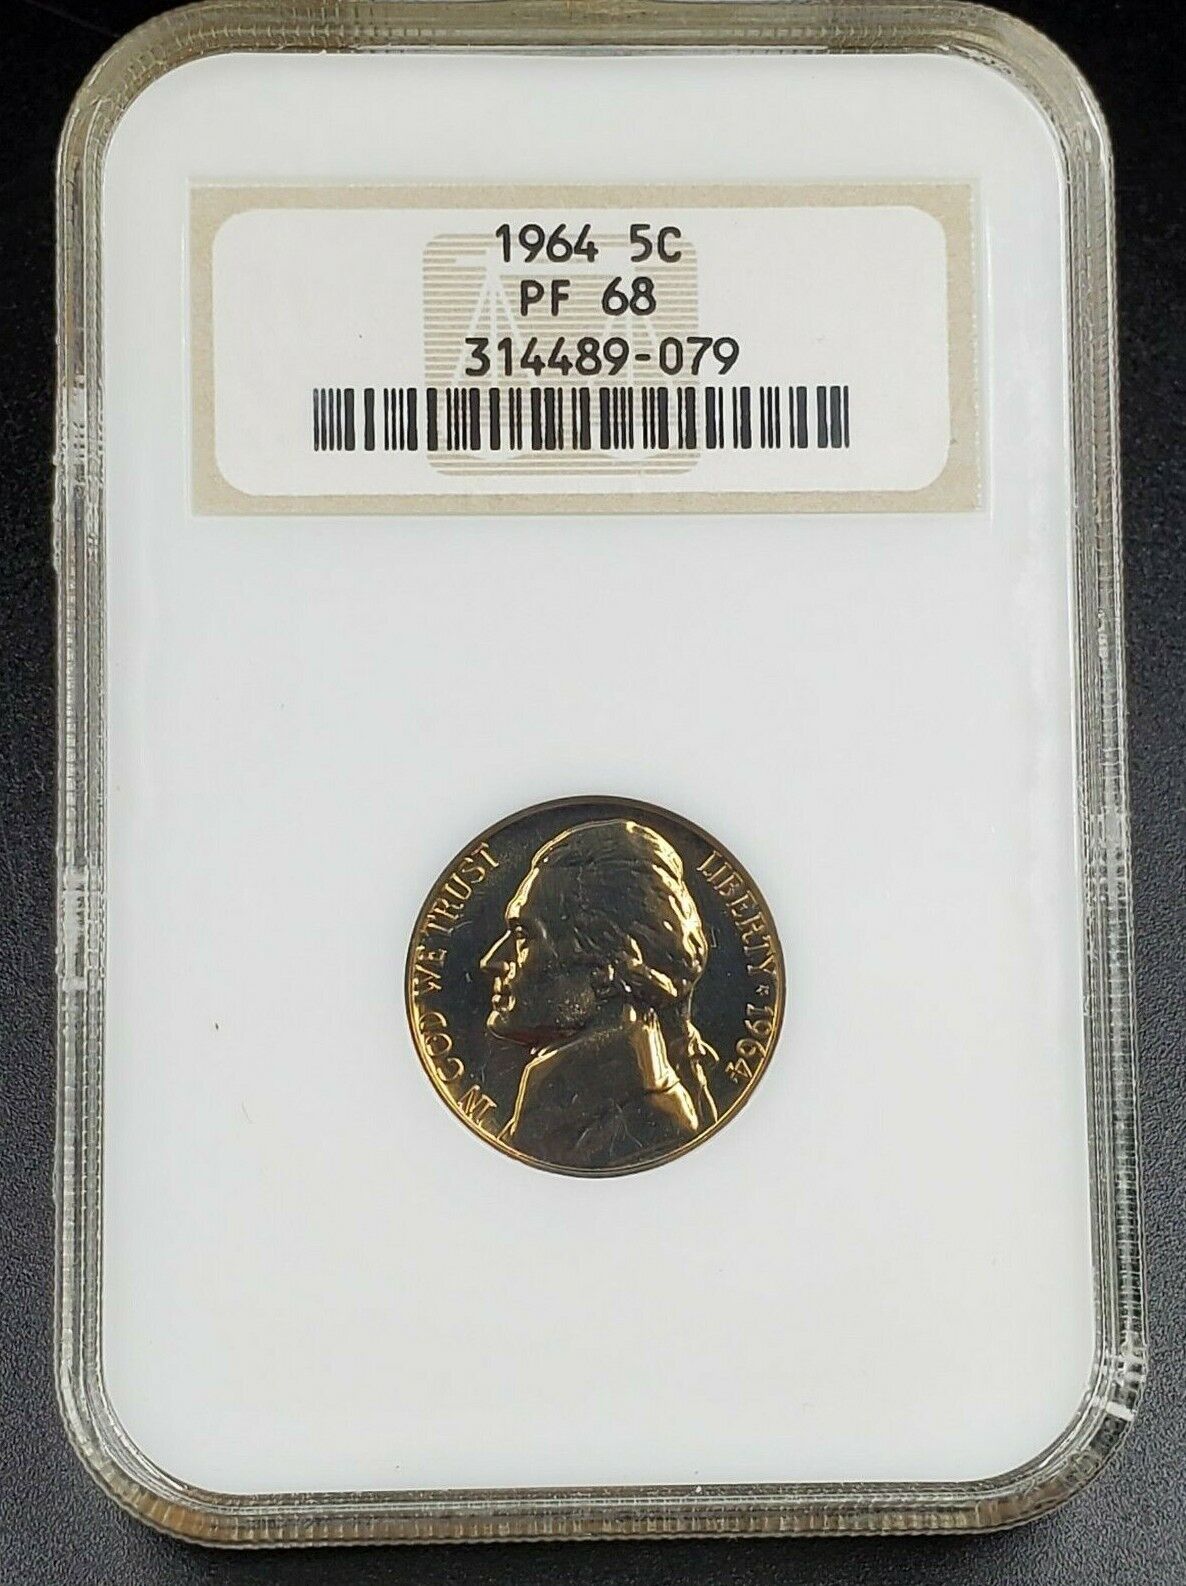 1964 5C
PF 68
314489-079
IN GOD WE TRUST
LIBERTY ★ 1964